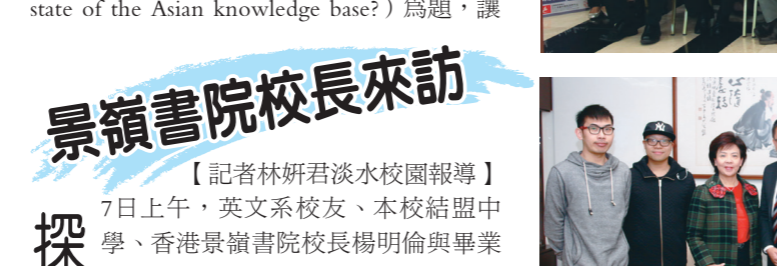 state of the Asian knowledge base?）為題，讓
景嶺書院校長來訪
【記者林姸君淡水校園報導】
探
7日上午，英文系校友、本校結盟中
學、香港景嶺書院校長楊明倫與畢業